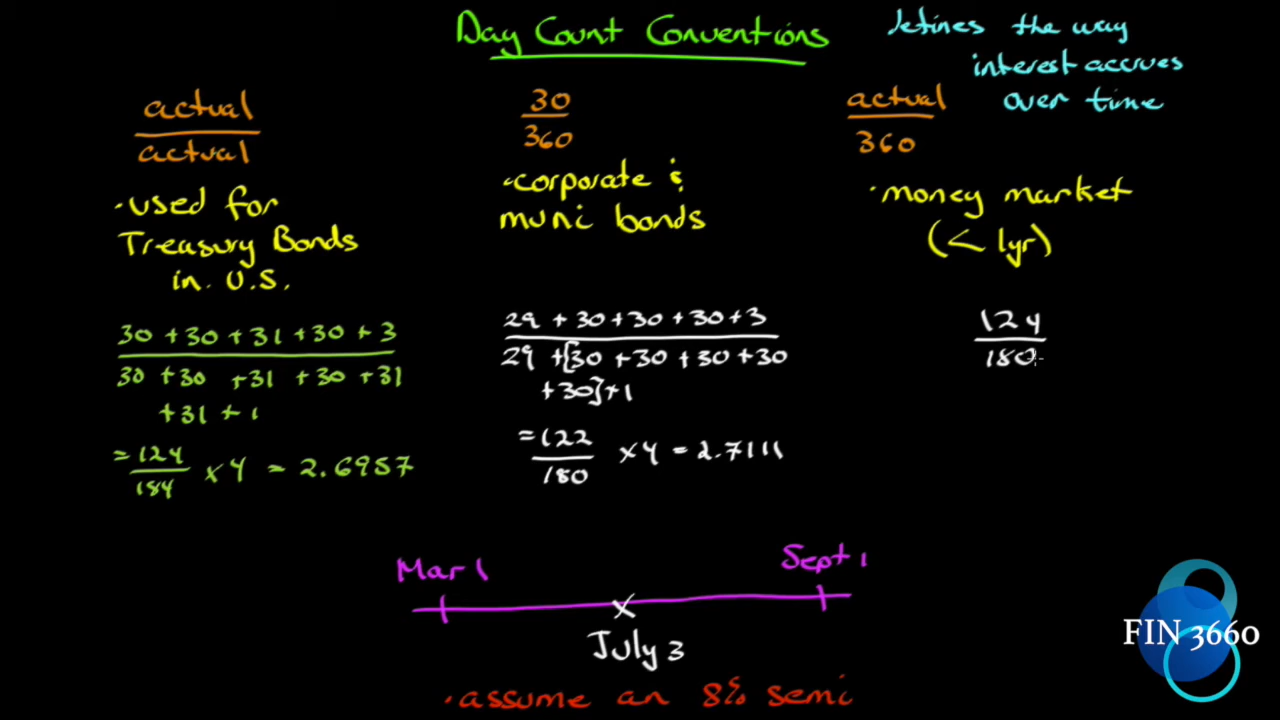 Day Count Conventions
defines the way
interest accrues
over time
actual
actual
• used for
Treasury Bonds
in. U.S.
30 + 30 + 31 + 30 + 3
30 + 30 + 31 + 30 + 31
+ 31 + 1
= 124
184
x 4 = 2.6957
30
360
• corporate &
muni bonds
29 + 30 + 30 + 30 + 3
29 + [30 + 30 + 30 + 30
+ 30] + 1
= 122
180
x 4 = 2.7111
actual
360
• money market
(< 1yr)
124
180
Mar 1
Sept 1
July 3
• assume an 8% semi
FIN 3660